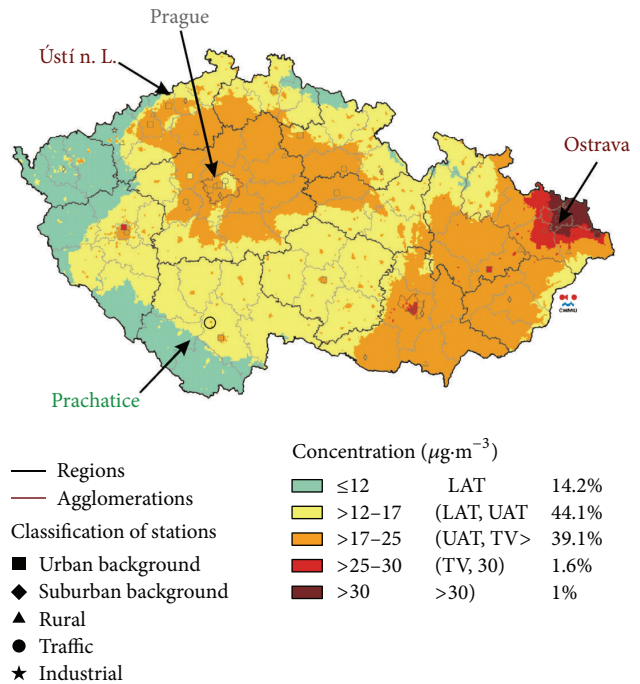 Prague
Ústí n. L.
Ostrava
CHMU
Prachatice
Concentration (μg·m⁻³)
Regions
≤12 LAT 14.2%
Agglomerations
>12–17 (LAT, UAT 44.1%
Classification of stations
>17–25 (UAT, TV> 39.1%
Urban background
>25–30 (TV, 30) 1.6%
Suburban background
>30 >30) 1%
Rural
Traffic
Industrial